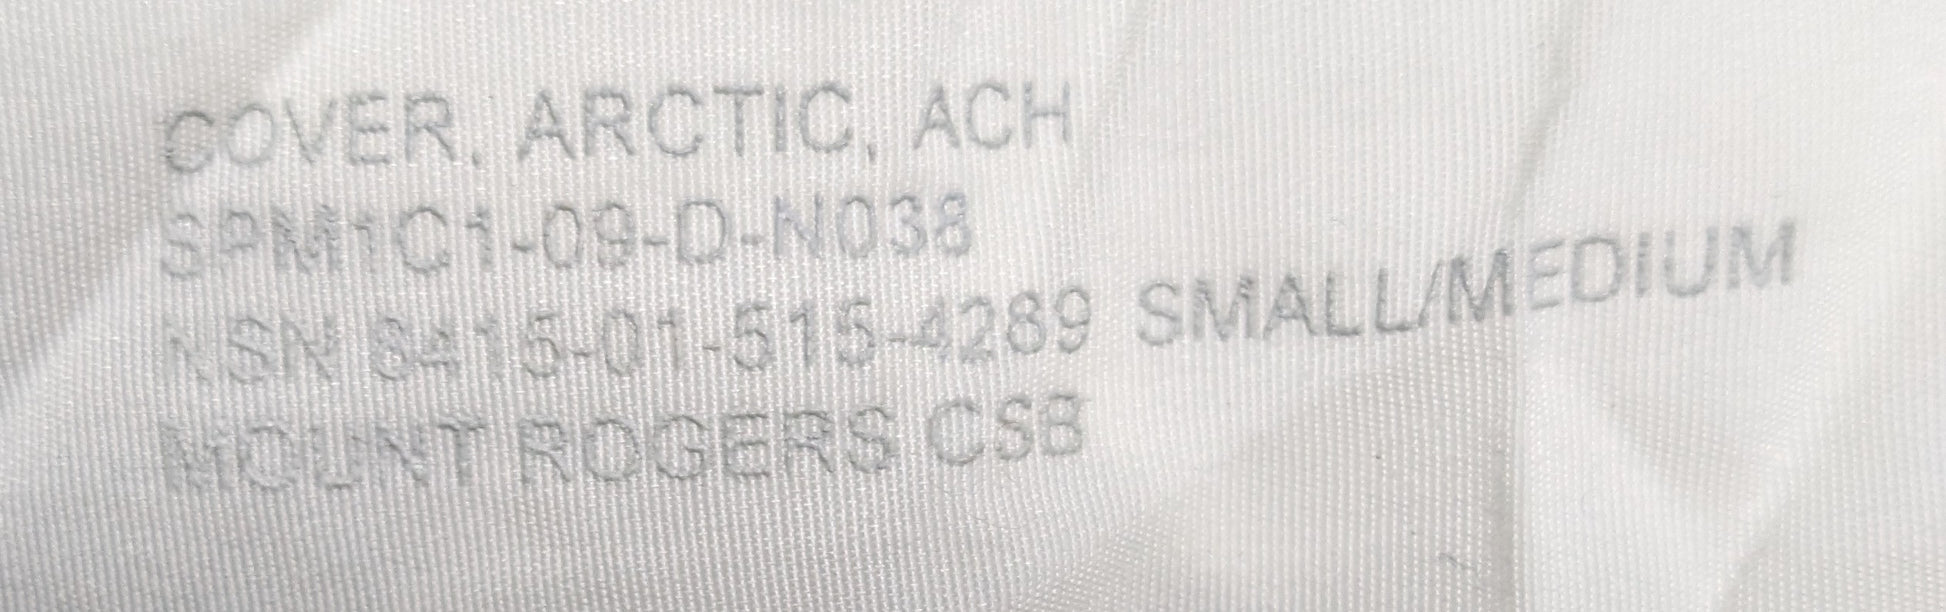 COVER, ARCTIC, ACH
SPM1C1-09-D-N038
NSN 8415-01-515-4289 SMALL/MEDIUM
MOUNT ROGERS CSB